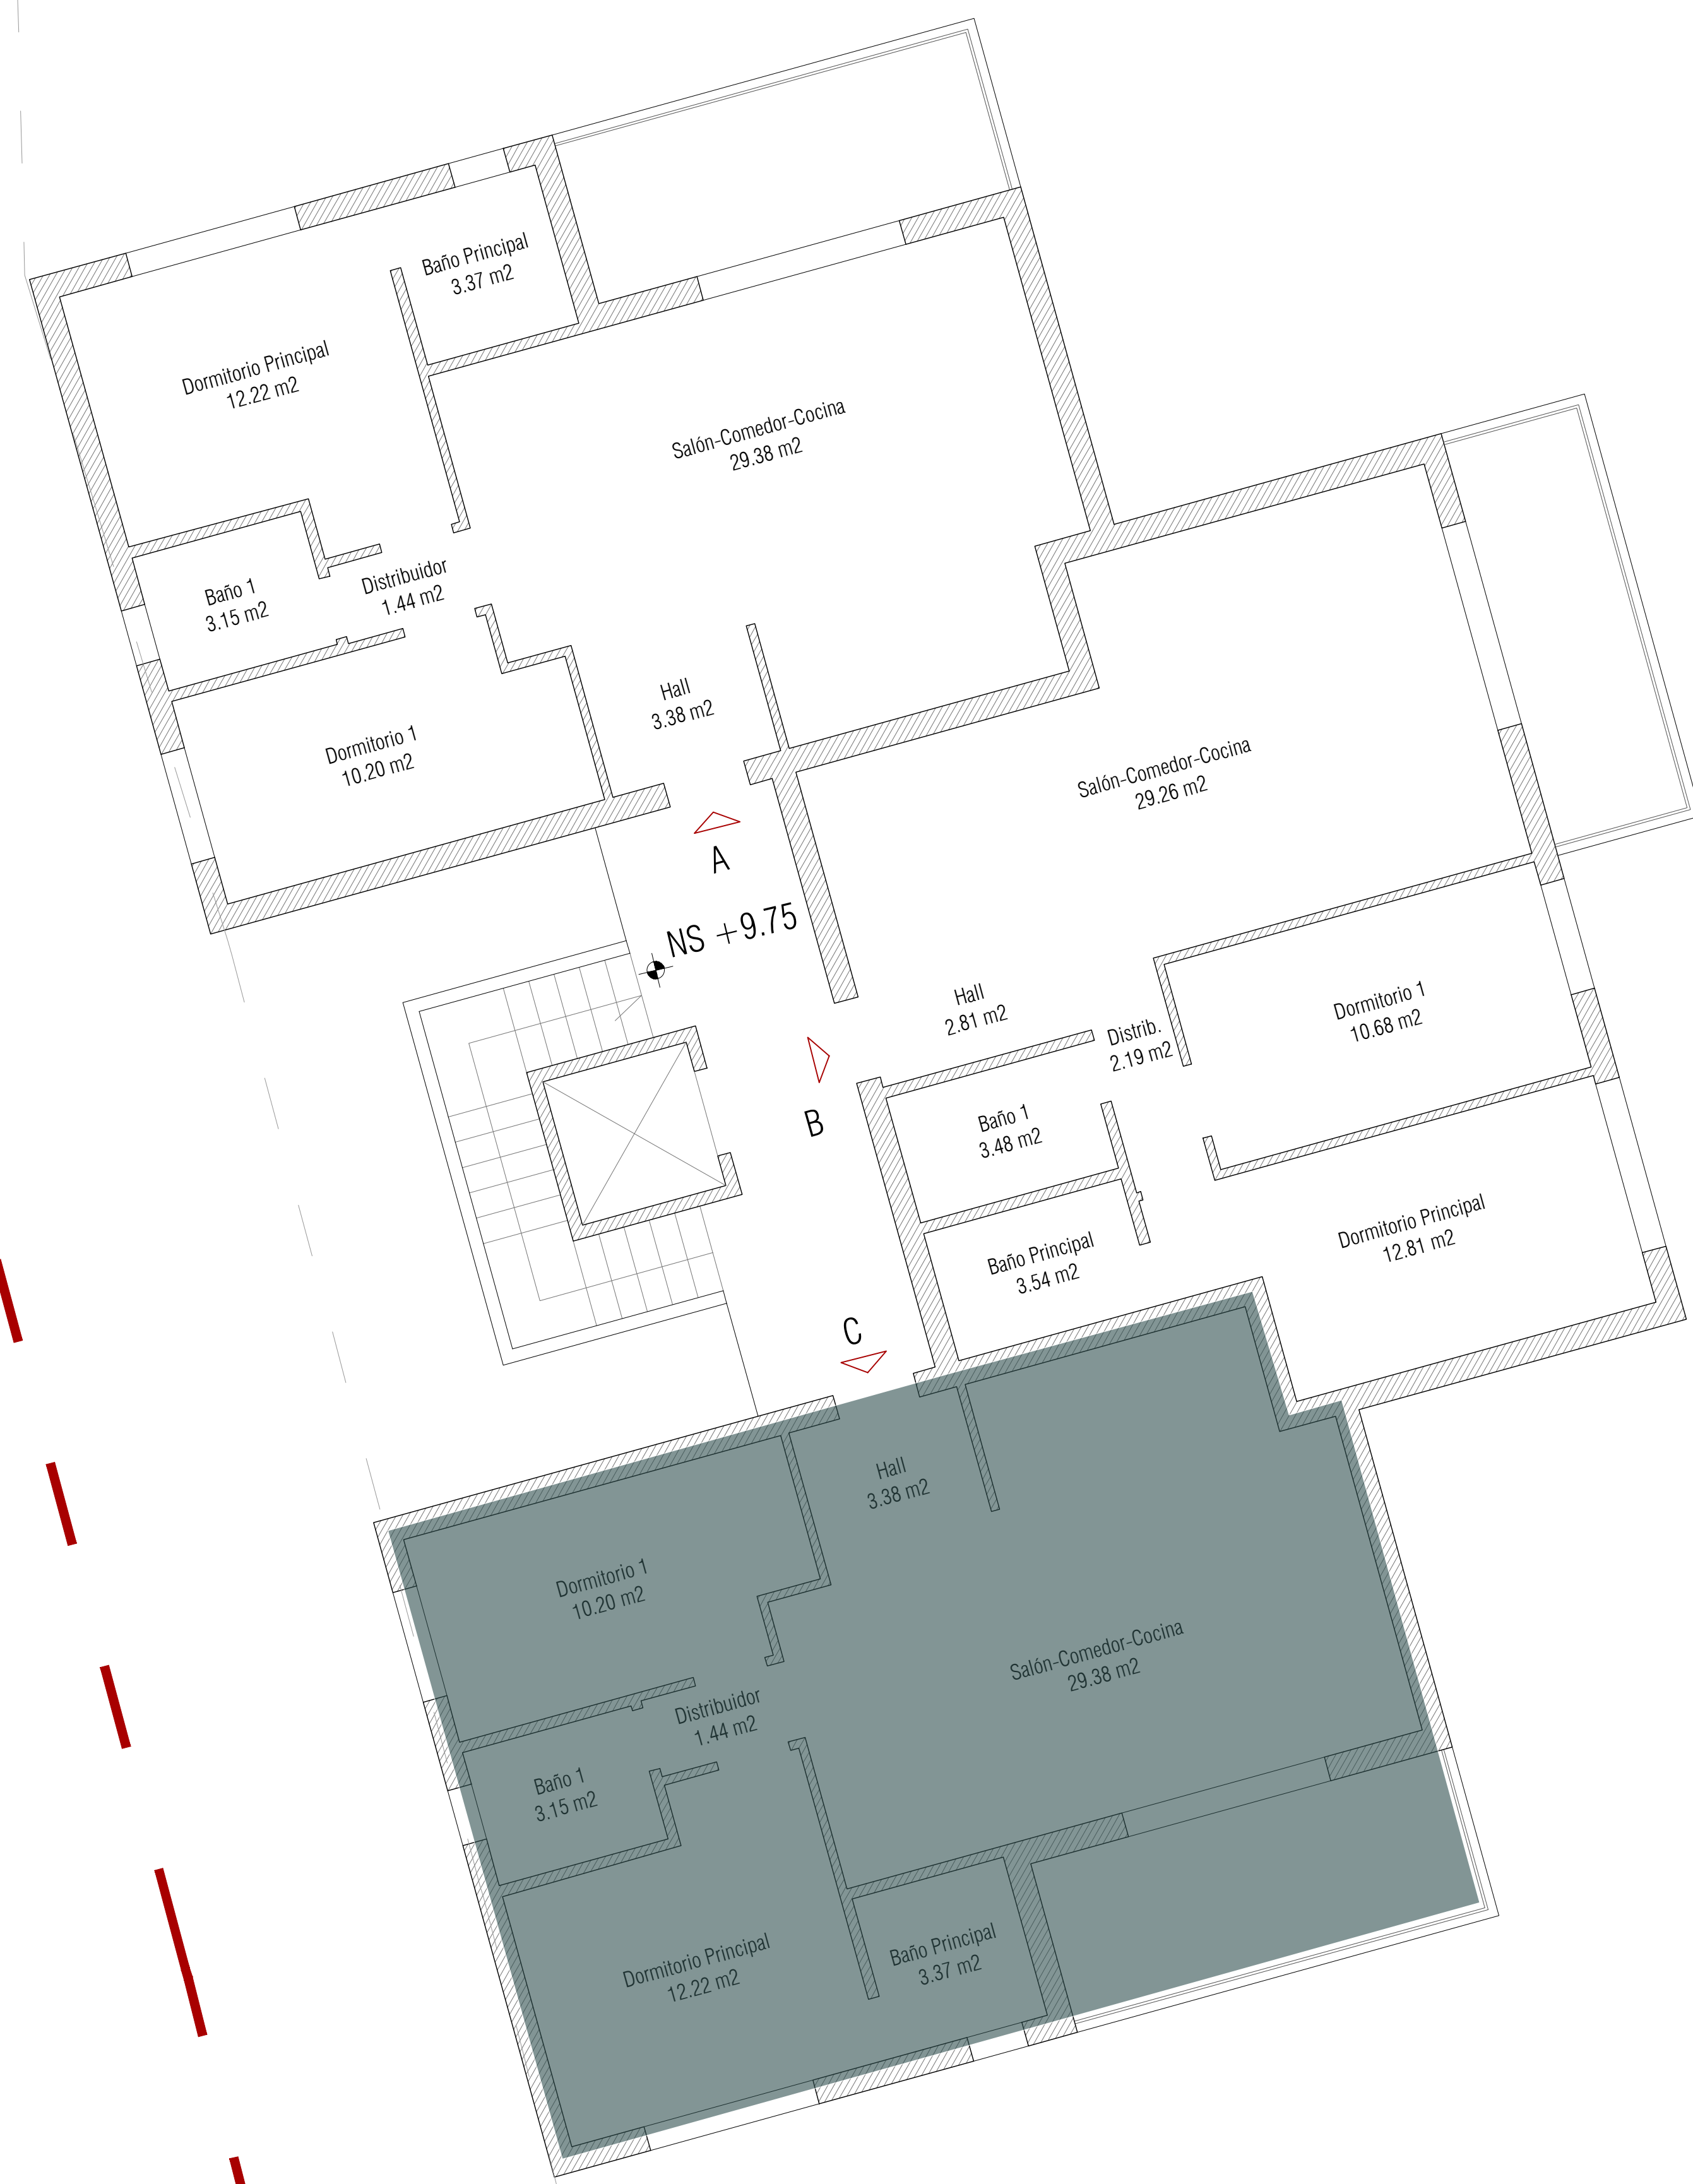 Baño Principal
3.37 m2
Dormitorio Principal
12.22 m2
Salón-Comedor-Cocina
29.38 m2
Baño 1
3.15 m2
Distribuidor
1.44 m2
Hall
3.38 m2
Dormitorio 1
10.20 m2
A
NS +9.75
Salón-Comedor-Cocina
29.26 m2
Hall
2.81 m2
Distrib.
2.19 m2
Dormitorio 1
10.68 m2
B
Baño 1
3.48 m2
Baño Principal
3.54 m2
Dormitorio Principal
12.81 m2
C
Hall
3.38 m2
Dormitorio 1
10.20 m2
Salón-Comedor-Cocina
29.38 m2
Distribuidor
1.44 m2
Baño 1
3.15 m2
Dormitorio Principal
12.22 m2
Baño Principal
3.37 m2